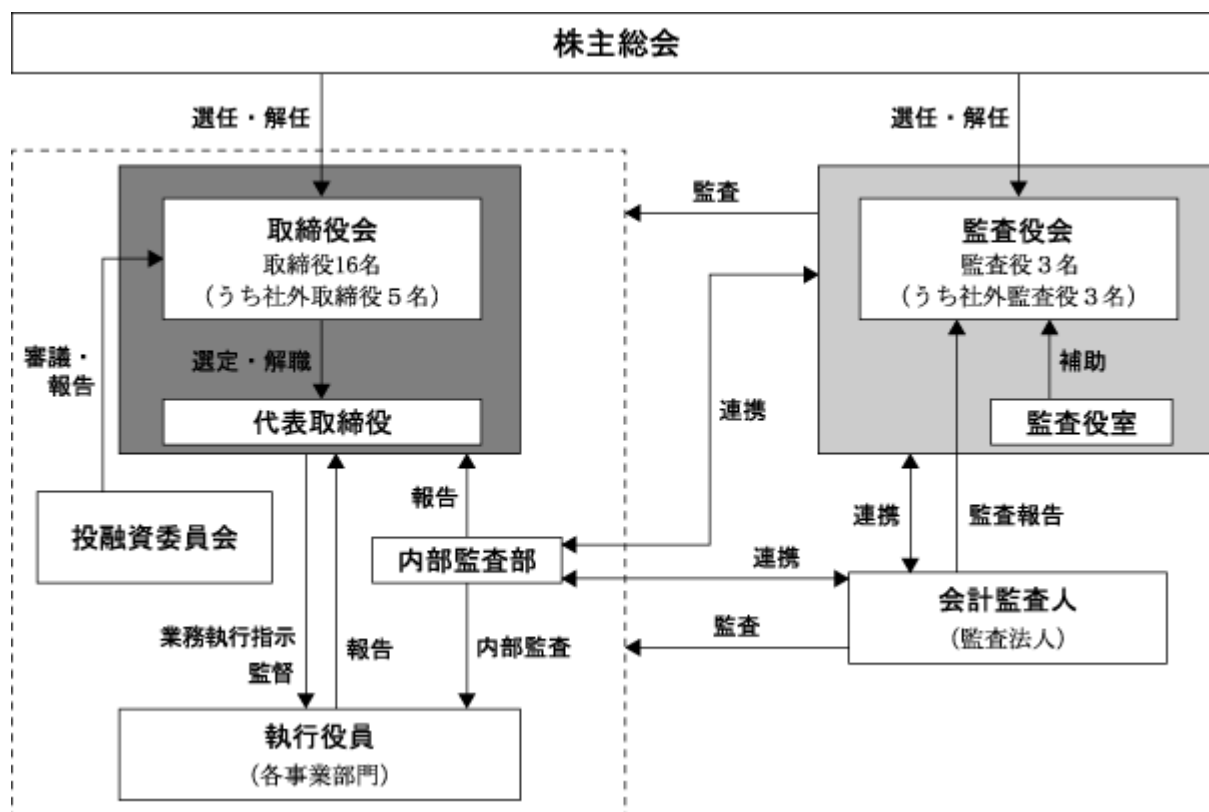 株主総会
選任・解任
選任・解任
取締役会
取締役16名
（うち社外取締役５名）
監査
監査役会
監査役３名
（うち社外監査役３名）
審議・
報告
選定・解職
代表取締役
連携
補助
監査役室
投融資委員会
報告
内部監査部
連携
監査報告
連携
会計監査人
（監査法人）
業務執行指示
監督
報告
内部監査
監査
執行役員
（各事業部門）